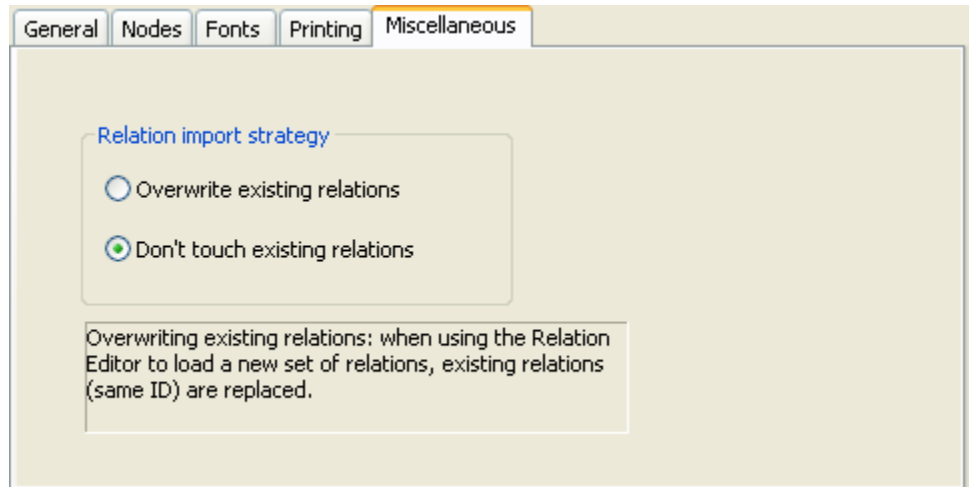 General Nodes Fonts Printing Miscellaneous
Relation import strategy
Overwrite existing relations
Don't touch existing relations
Overwriting existing relations: when using the Relation
Editor to load a new set of relations, existing relations
(same ID) are replaced.